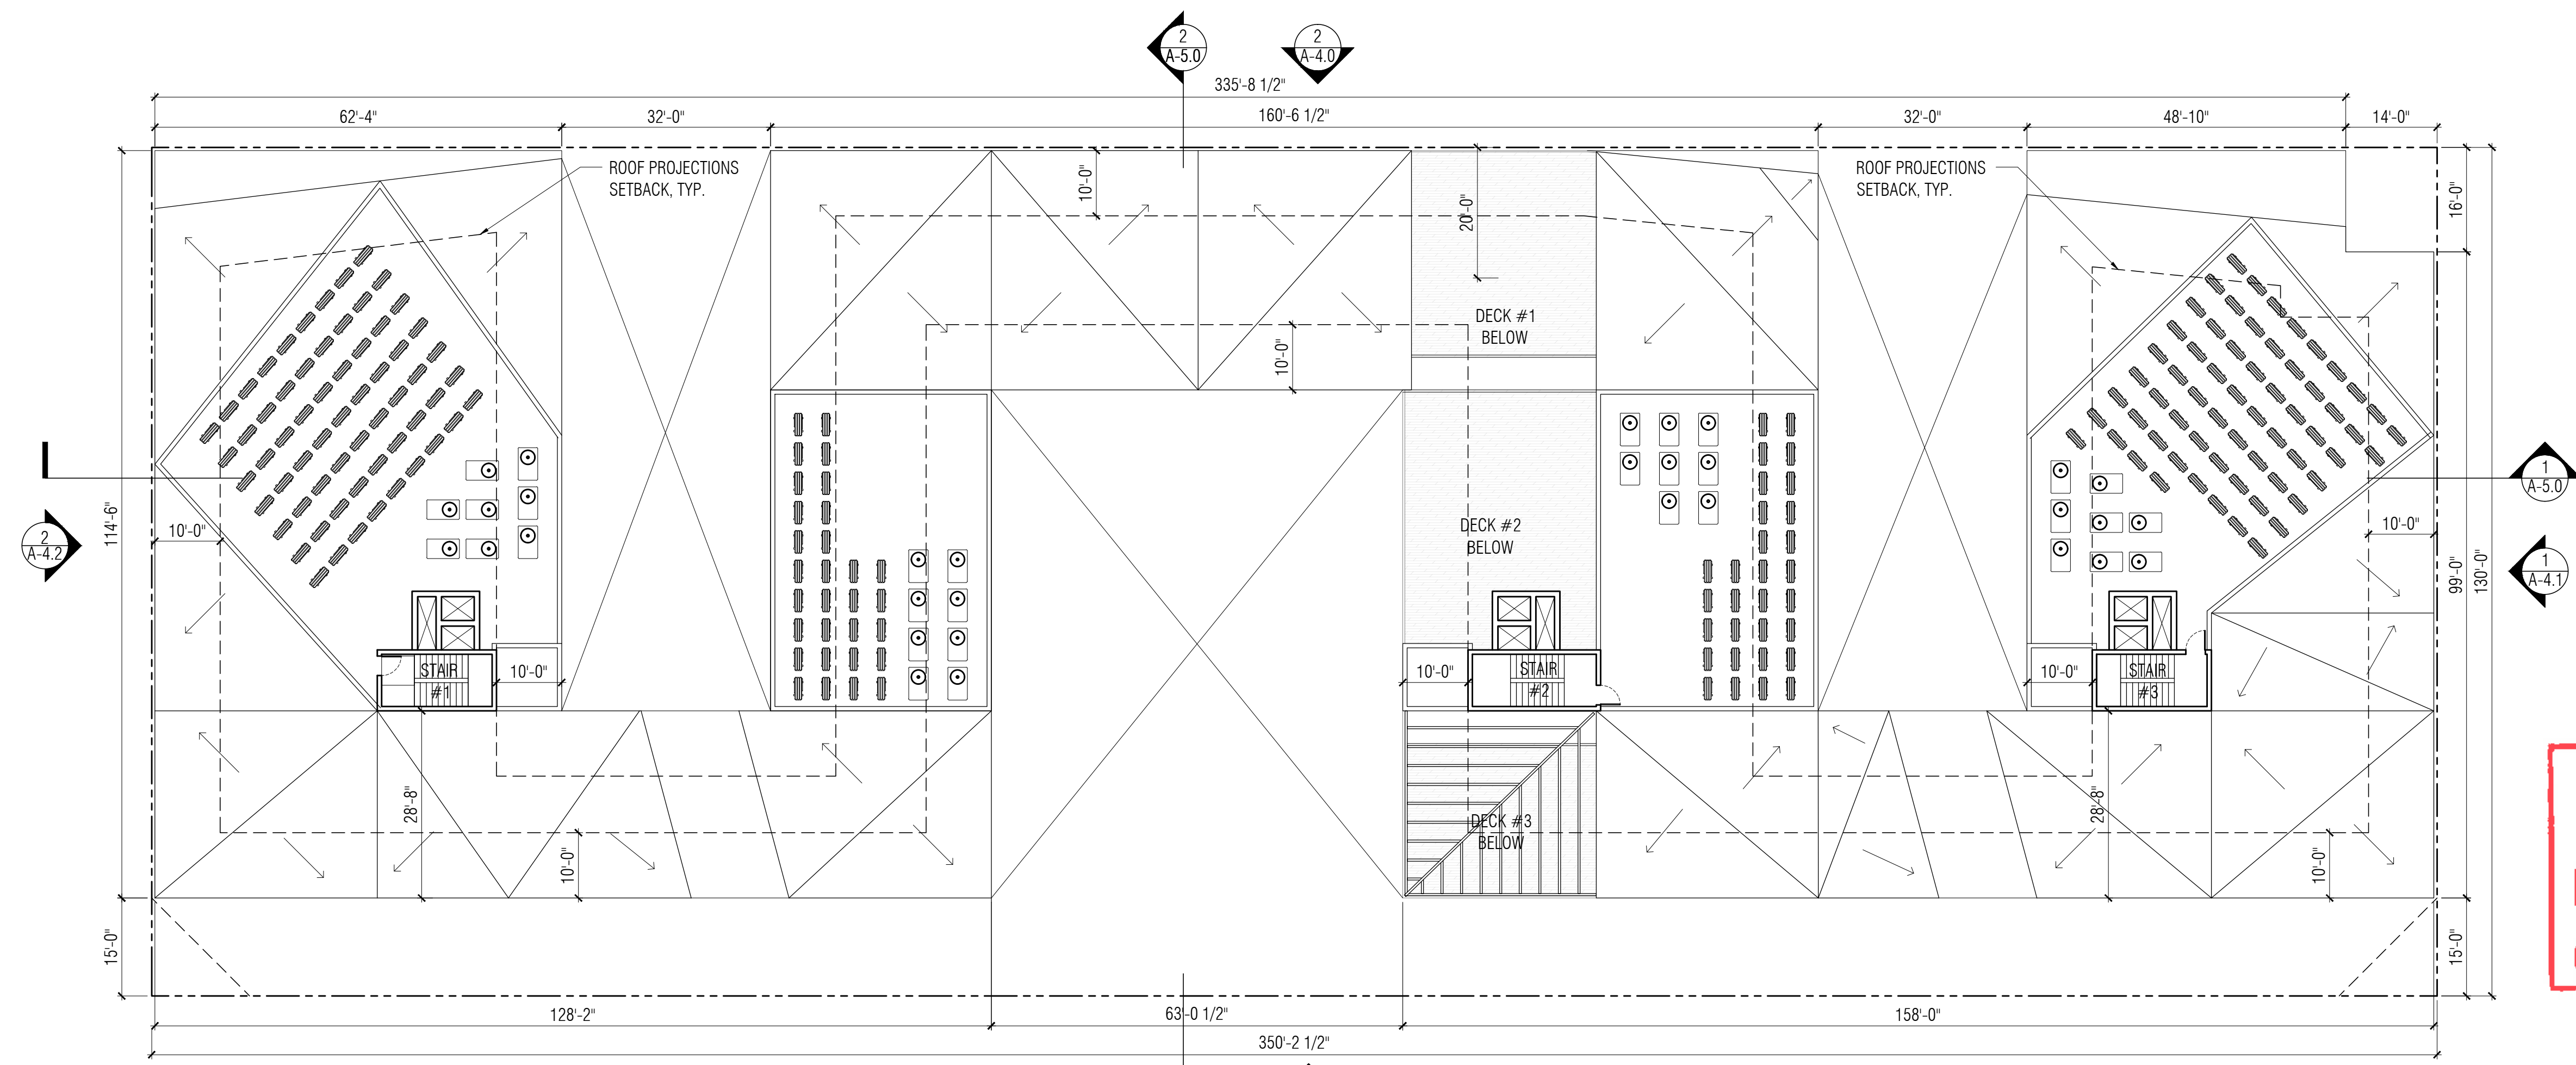 2
A-5.0
2
A-4.0
335'-8 1/2"
62'-4"
32'-0"
160'-6 1/2"
32'-0"
48'-10"
14'-0"
ROOF PROJECTIONS
SETBACK, TYP.
10'-0"
20'-0"
ROOF PROJECTIONS
SETBACK, TYP.
16'-0"
DECK #1
BELOW
10'-0"
1
A-5.0
114'-6"
10'-0"
DECK #2
BELOW
10'-0"
2
A-4.2
99'-0"
130'-0"
1
A-4.1
STAIR
#1
10'-0"
10'-0"
STAIR
#2
10'-0"
STAIR
#3
28'-8"
28'-8"
DECK #3
BELOW
10'-0"
10'-0"
15'-0"
15'-0"
128'-2"
63'-0 1/2"
158'-0"
350'-2 1/2"